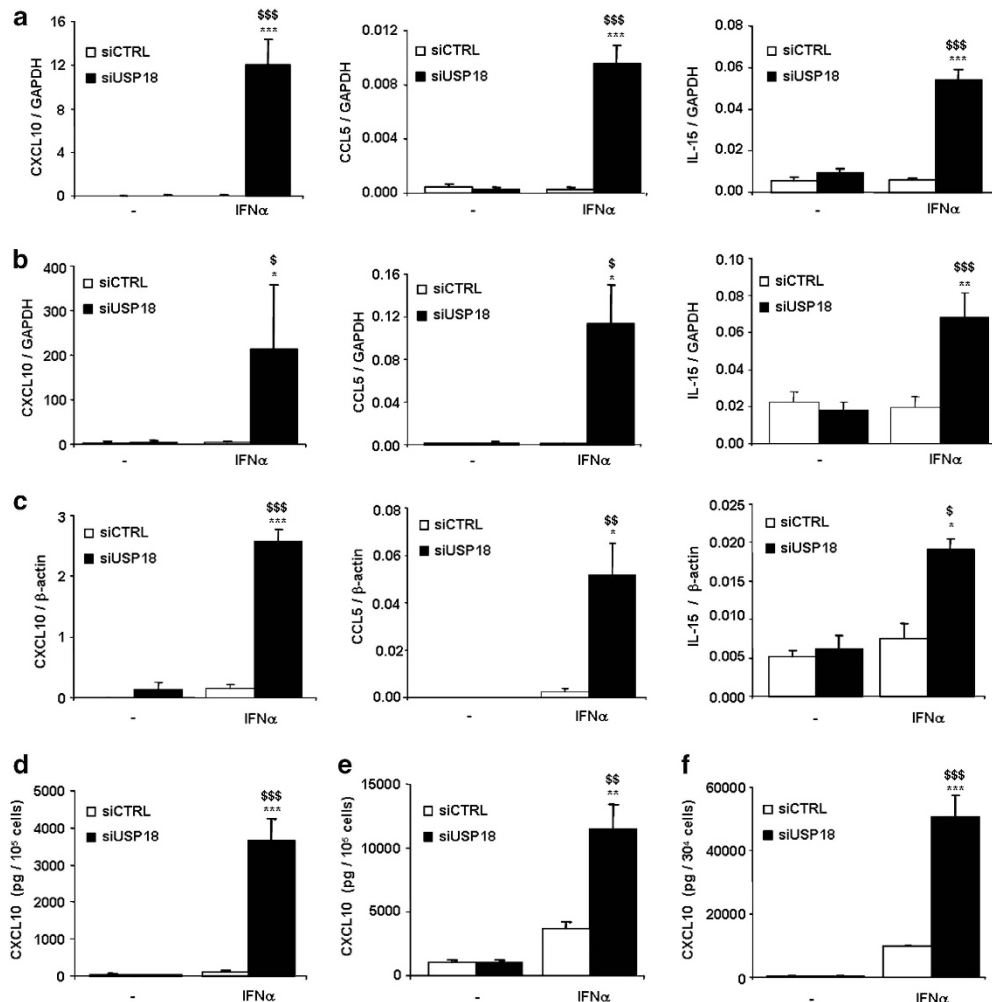 a
CXCL10 / GAPDH
16
12
8
4
0
siCTRL
siUSP18
$$$
***
-
IFNα
CCL5 / GAPDH
0.012
0.008
0.004
0.000
siCTRL
siUSP18
$$$
***
-
IFNα
IL-15 / GAPDH
0.08
0.06
0.04
0.02
0.00
siCTRL
siUSP18
$$$
***
-
IFNα
b
CXCL10 / GAPDH
400
300
200
100
0
siCTRL
siUSP18
$
*
-
IFNα
CCL5 / GAPDH
0.16
0.12
0.08
0.04
0.00
siCTRL
siUSP18
$
*
-
IFNα
IL-15 / GAPDH
0.10
0.08
0.06
0.04
0.02
0.00
siCTRL
siUSP18
$$$
**
-
IFNα
c
CXCL10 / β-actin
3
2
1
0
siCTRL
siUSP18
$$$
***
-
IFNα
CCL5 / β-actin
0.08
0.06
0.04
0.02
0.00
siCTRL
siUSP18
$$
*
-
IFNα
IL-15 / β-actin
0.025
0.020
0.015
0.010
0.005
0.000
siCTRL
siUSP18
$
*
-
IFNα
d
CXCL10 (pg / 10⁵ cells)
5000
4000
3000
2000
1000
0
siCTRL
siUSP18
$$$
***
-
IFNα
e
CXCL10 (pg / 10⁵ cells)
15000
10000
5000
0
siCTRL
siUSP18
$$
**
-
IFNα
f
CXCL10 (pg / 30⁴ cells)
60000
40000
20000
0
siCTRL
siUSP18
$$$
***
-
IFNα